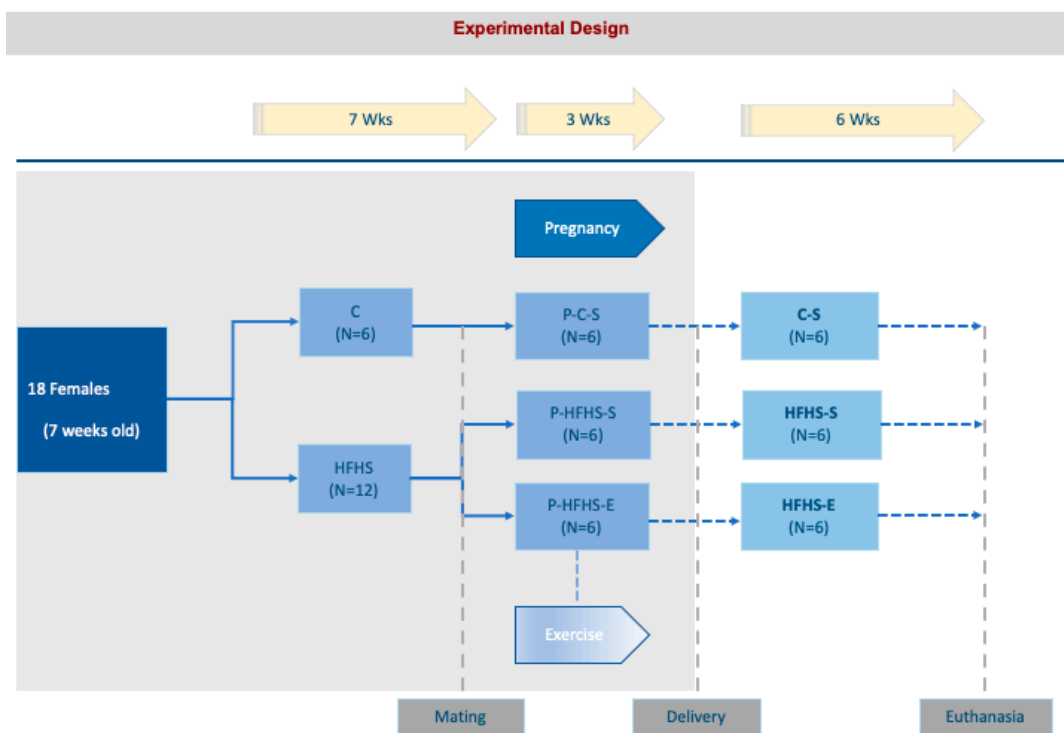 Experimental Design
7 Wks
3 Wks
6 Wks
Pregnancy
18 Females
(7 weeks old)
C
(N=6)
HFHS
(N=12)
P-C-S
(N=6)
P-HFHS-S
(N=6)
P-HFHS-E
(N=6)
C-S
(N=6)
HFHS-S
(N=6)
HFHS-E
(N=6)
Exercise
Mating
Delivery
Euthanasia